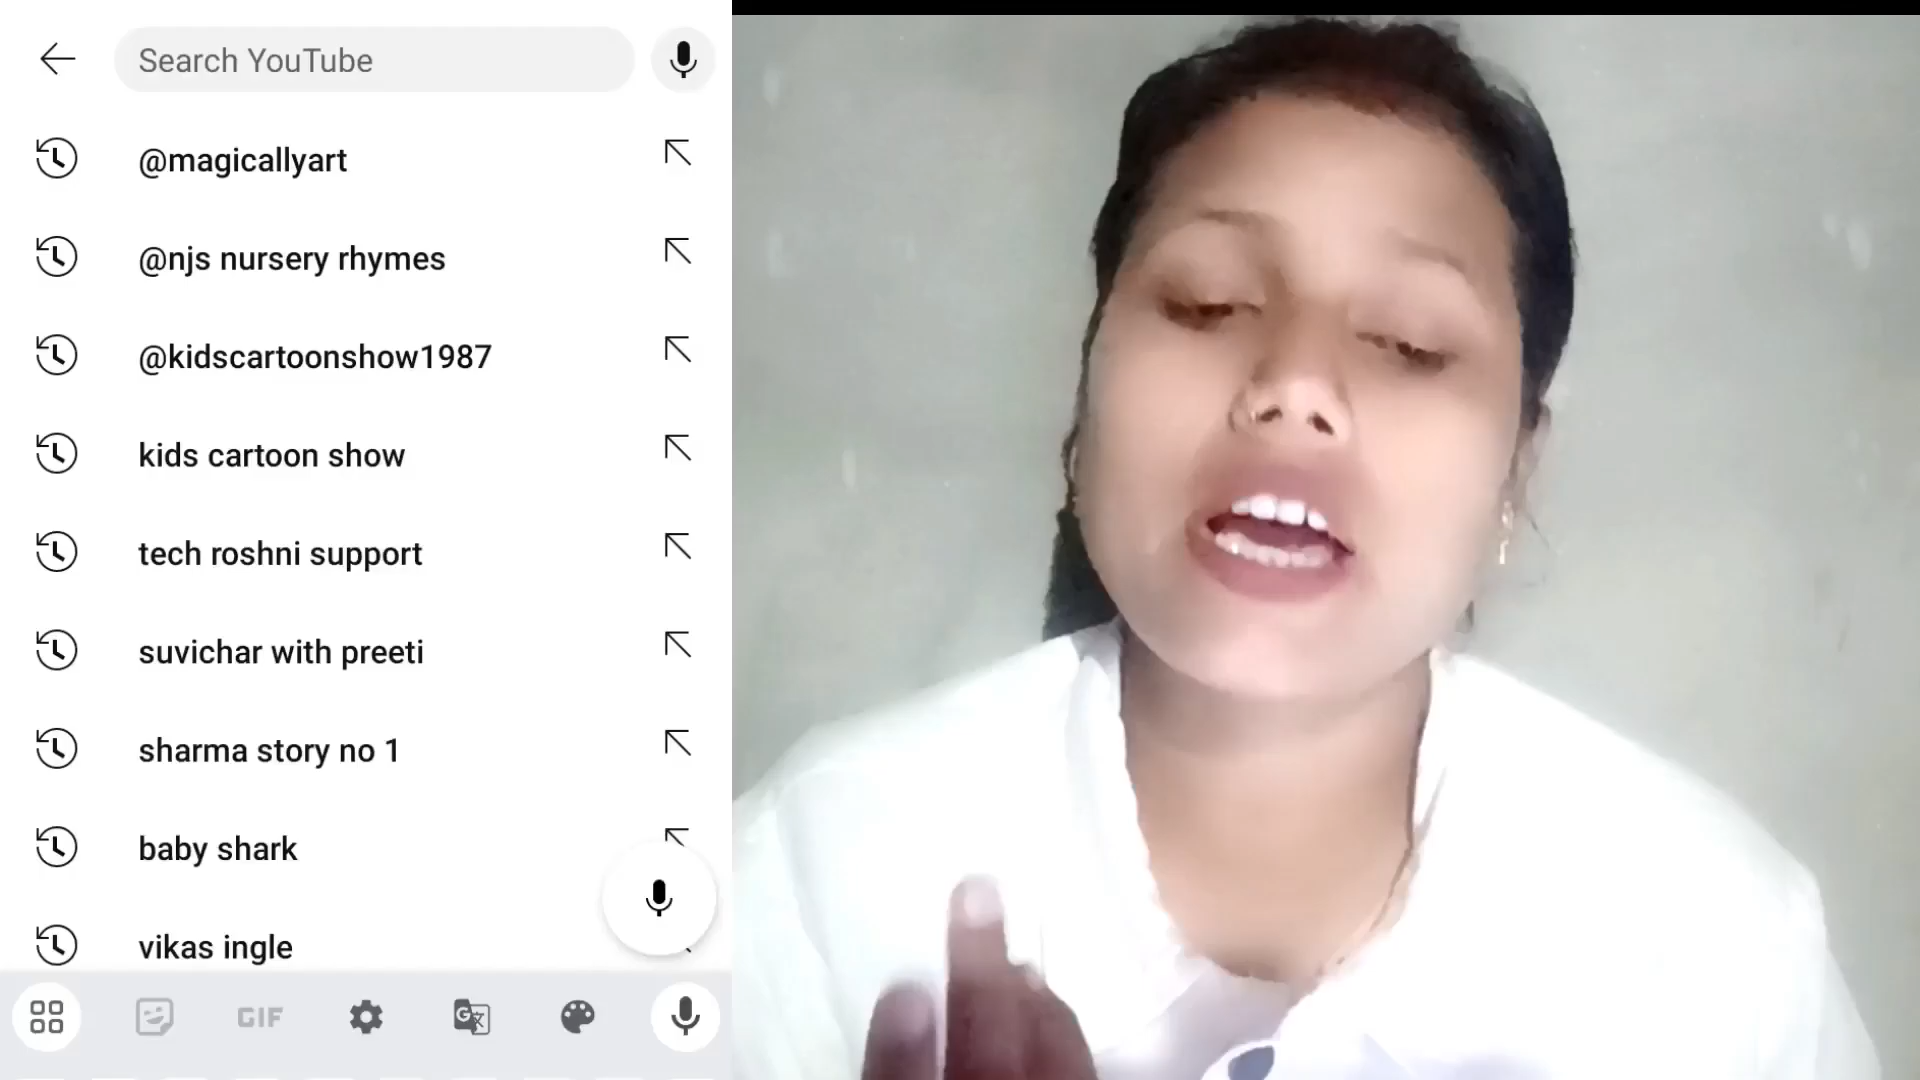 Search YouTube
@magicallyart
@njs nursery rhymes
@kidscartoonshow1987
kids cartoon show
tech roshni support
suvichar with preeti
sharma story no 1
baby shark
vikas ingle
GIF